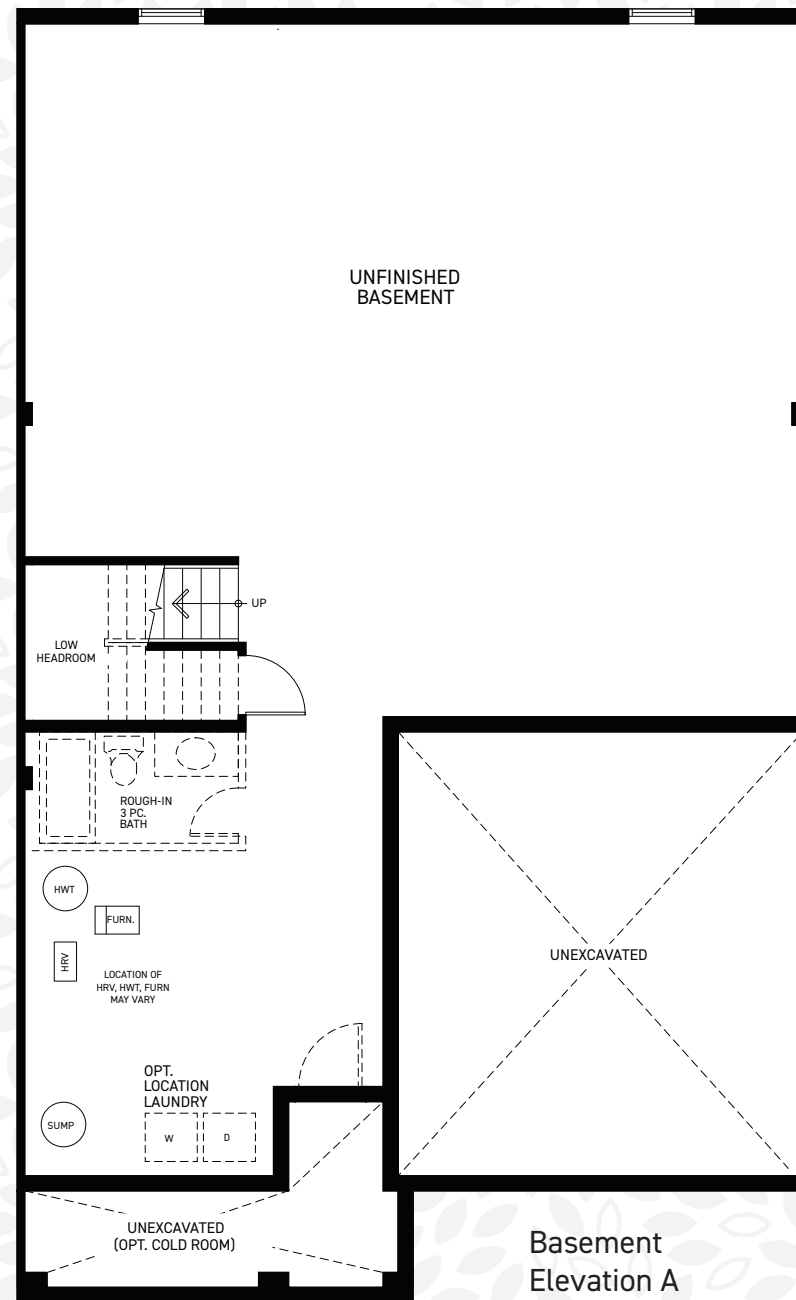 UNFINISHED
BASEMENT
UP
LOW
HEADROOM
ROUGH-IN
3 PC.
BATH
HWT
FURN.
HRV
LOCATION OF
HRV, HWT, FURN
MAY VARY
UNEXCAVATED
OPT.
LOCATION
LAUNDRY
SUMP
W
D
UNEXCAVATED
(OPT. COLD ROOM)
Basement
Elevation A